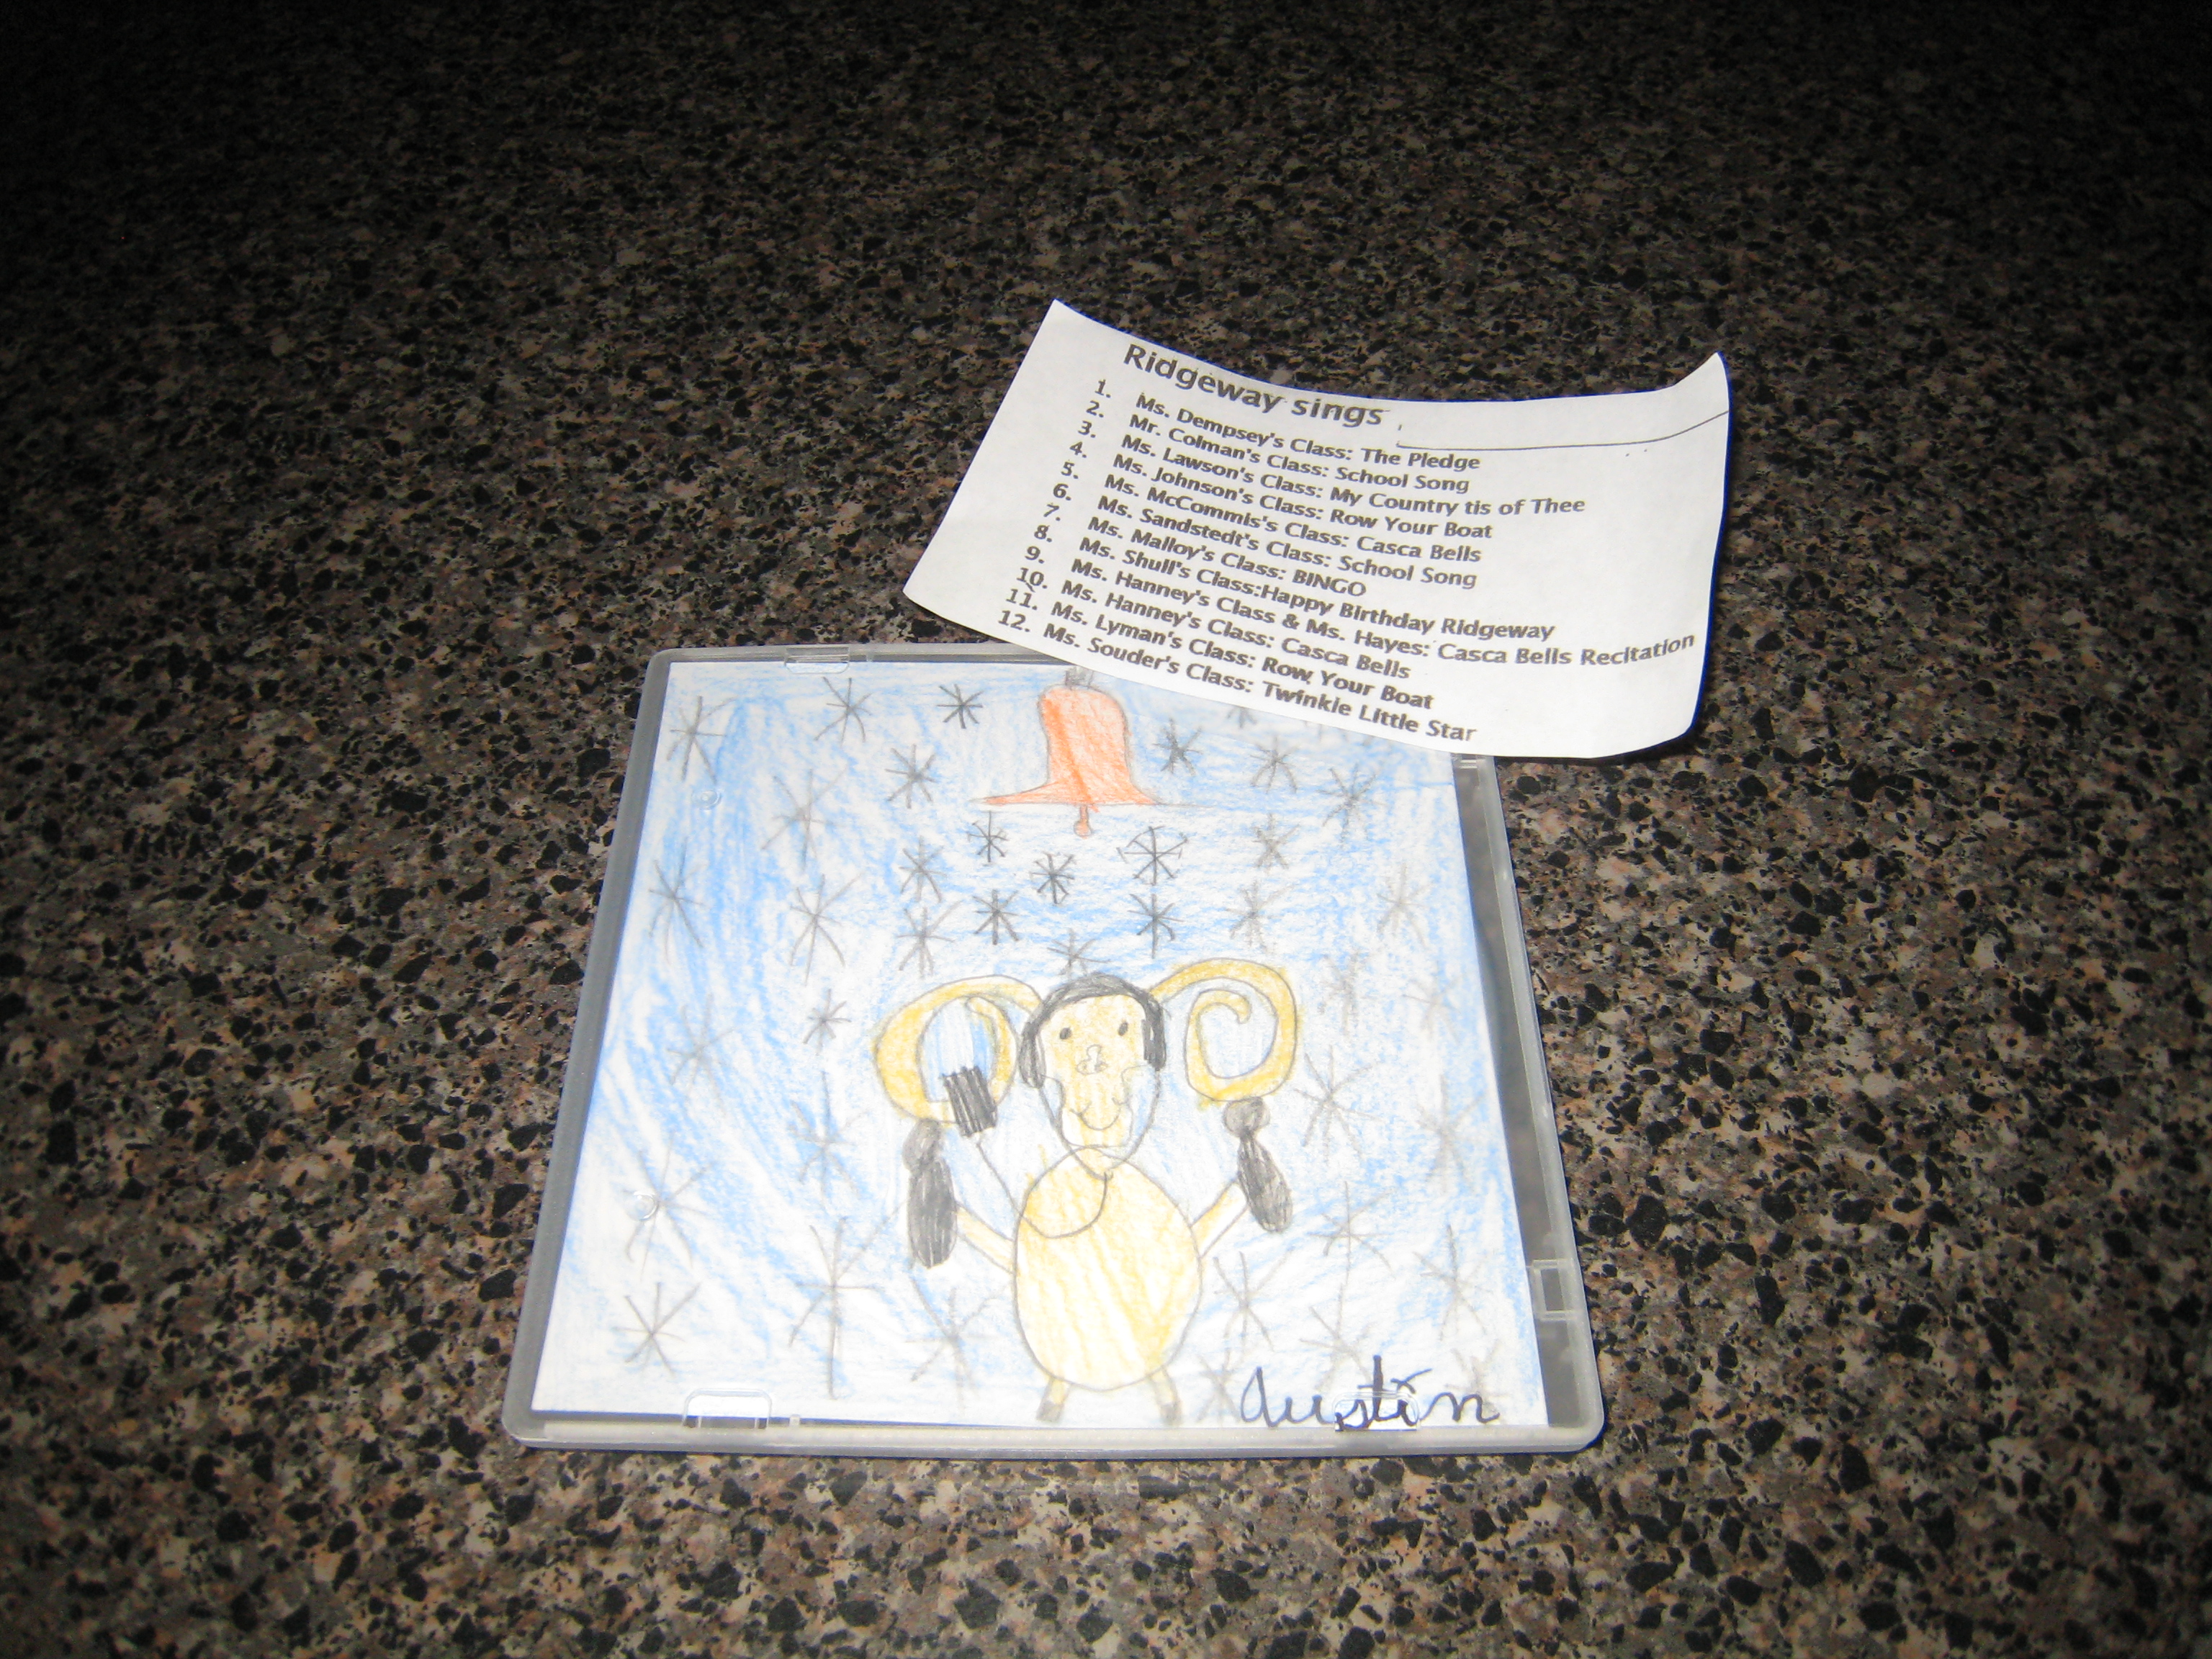 Ridgeway sings
1. Ms. Dempsey's Class: The Pledge
2. Mr. Colman's Class: School Song
3. Ms. Lawson's Class: My Country tis of Thee
4. Ms. Johnson's Class: Row Your Boat
5. Ms. McCommis's Class: Casca Bells
6. Ms. Sandstedt's Class: School Song
7. Ms. Malloy's Class: BINGO
8. Ms. Shull's Class:Happy Birthday Ridgeway
9. Ms. Hanney's Class & Ms. Hayes: Casca Bells Recitation
10. Ms. Hanney's Class: Casca Bells
11. Ms. Lyman's Class: Row Your Boat
12. Ms. Souder's Class: Twinkle Little Star
Austin